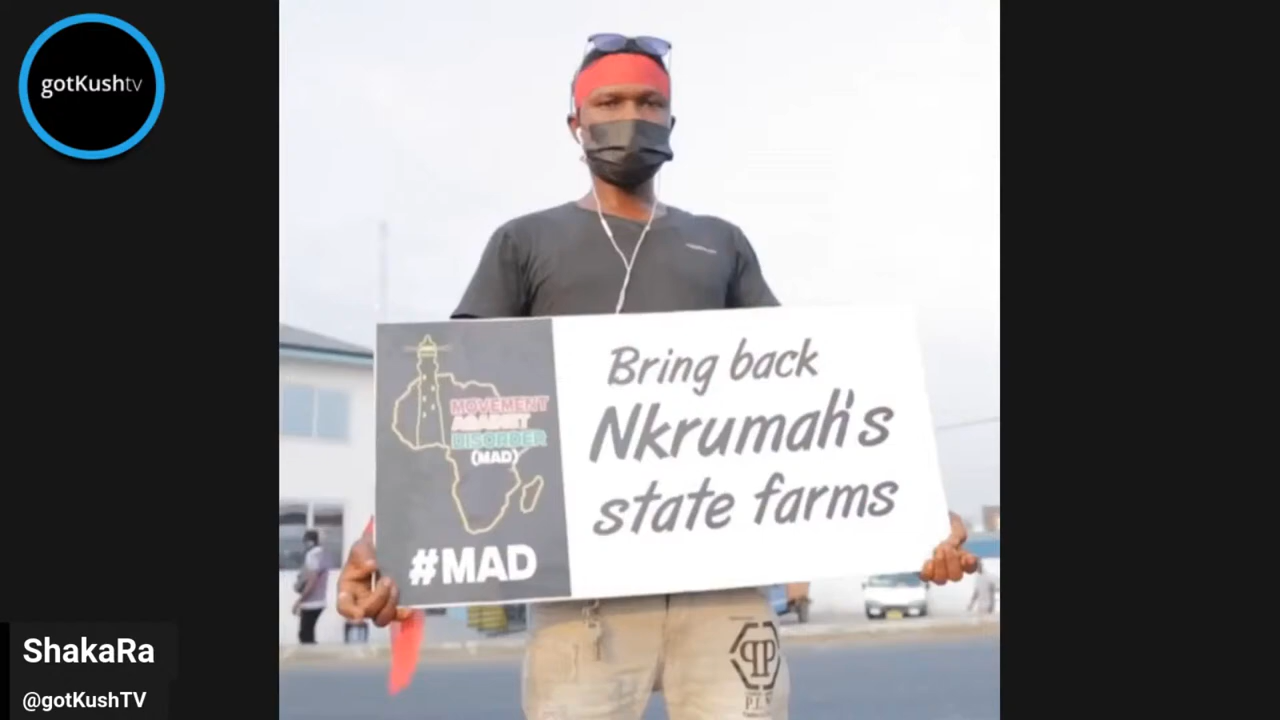 gotKushtv
MOVEMENT
AGAINST
DISORDER
(MAD)
#MAD
Bring back
Nkrumah's
state farms
ShakaRa
@gotKushTV